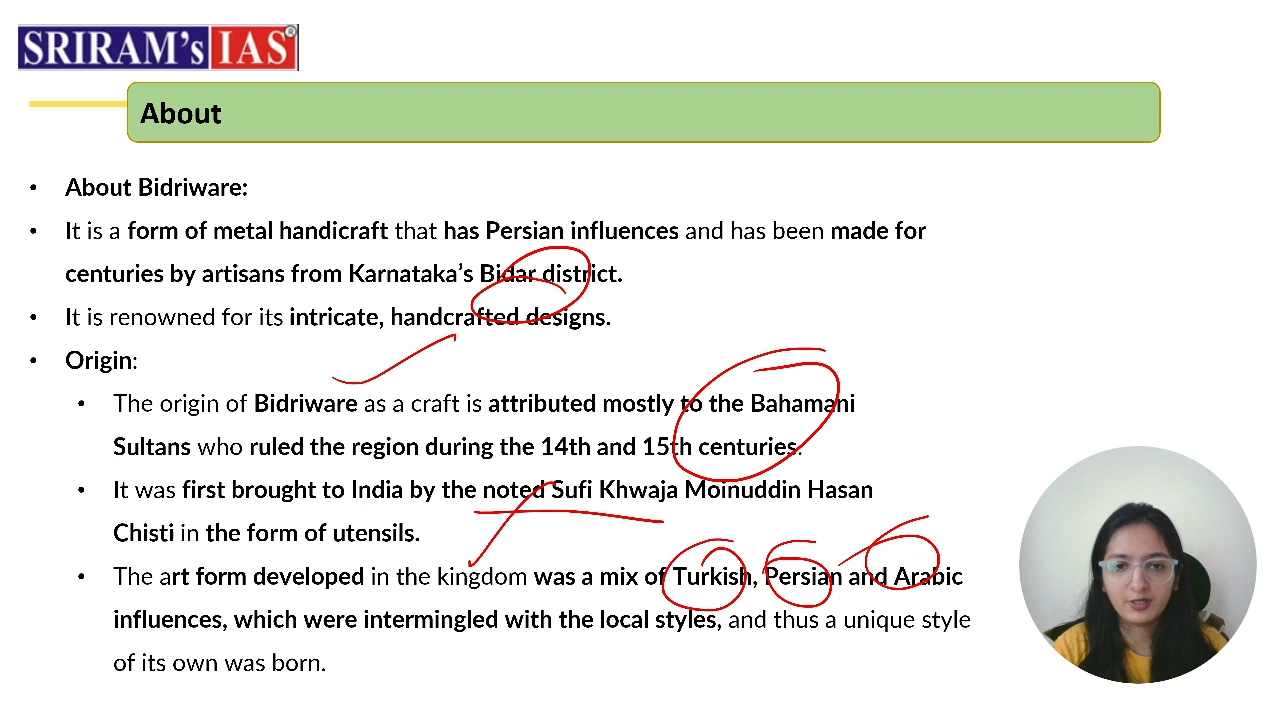 SRIRAM's IAS®
About
• About Bidriware:
• It is a form of metal handicraft that has Persian influences and has been made for
centuries by artisans from Karnataka's Bidar district.
• It is renowned for its intricate, handcrafted designs.
• Origin:
• The origin of Bidriware as a craft is attributed mostly to the Bahamani
Sultans who ruled the region during the 14th and 15th centuries.
• It was first brought to India by the noted Sufi Khwaja Moinuddin Hasan
Chisti in the form of utensils.
• The art form developed in the kingdom was a mix of Turkish, Persian and Arabic
influences, which were intermingled with the local styles, and thus a unique style
of its own was born.